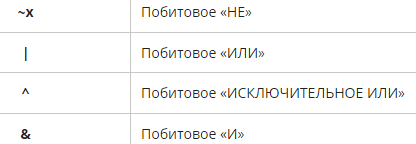 ~x Побитовое «НЕ»
| Побитовое «ИЛИ»
^ Побитовое «ИСКЛЮЧИТЕЛЬНОЕ ИЛИ»
& Побитовое «И»